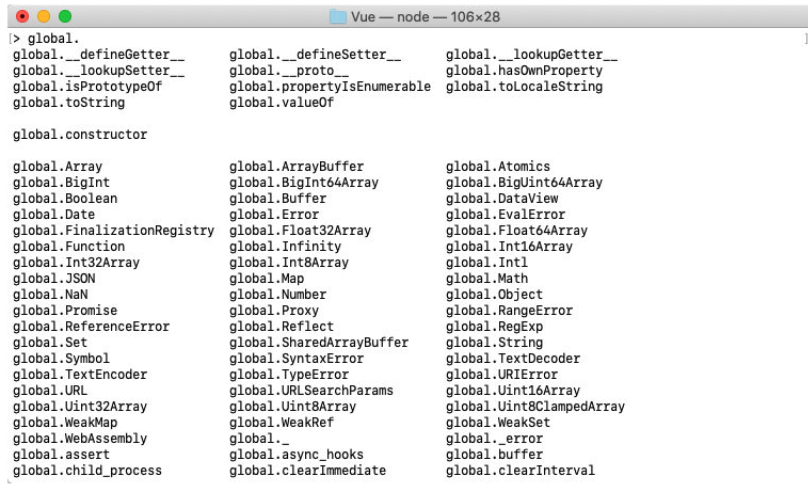 Vue — node — 106×28
[> global. ]
global.__defineGetter__ global.__defineSetter__ global.__lookupGetter__
global.__lookupSetter__ global.__proto__ global.hasOwnProperty
global.isPrototypeOf global.propertyIsEnumerable global.toLocaleString
global.toString global.valueOf
global.constructor
global.Array global.ArrayBuffer global.Atomics
global.BigInt global.BigInt64Array global.BigUint64Array
global.Boolean global.Buffer global.DataView
global.Date global.Error global.EvalError
global.FinalizationRegistry global.Float32Array global.Float64Array
global.Function global.Infinity global.Int16Array
global.Int32Array global.Int8Array global.Intl
global.JSON global.Map global.Math
global.NaN global.Number global.Object
global.Promise global.Proxy global.RangeError
global.ReferenceError global.Reflect global.RegExp
global.Set global.SharedArrayBuffer global.String
global.Symbol global.SyntaxError global.TextDecoder
global.TextEncoder global.TypeError global.URIError
global.URL global.URLSearchParams global.Uint16Array
global.Uint32Array global.Uint8Array global.Uint8ClampedArray
global.WeakMap global.WeakRef global.WeakSet
global.WebAssembly global._ global._error
global.assert global.async_hooks global.buffer
global.child_process global.clearImmediate global.clearInterval